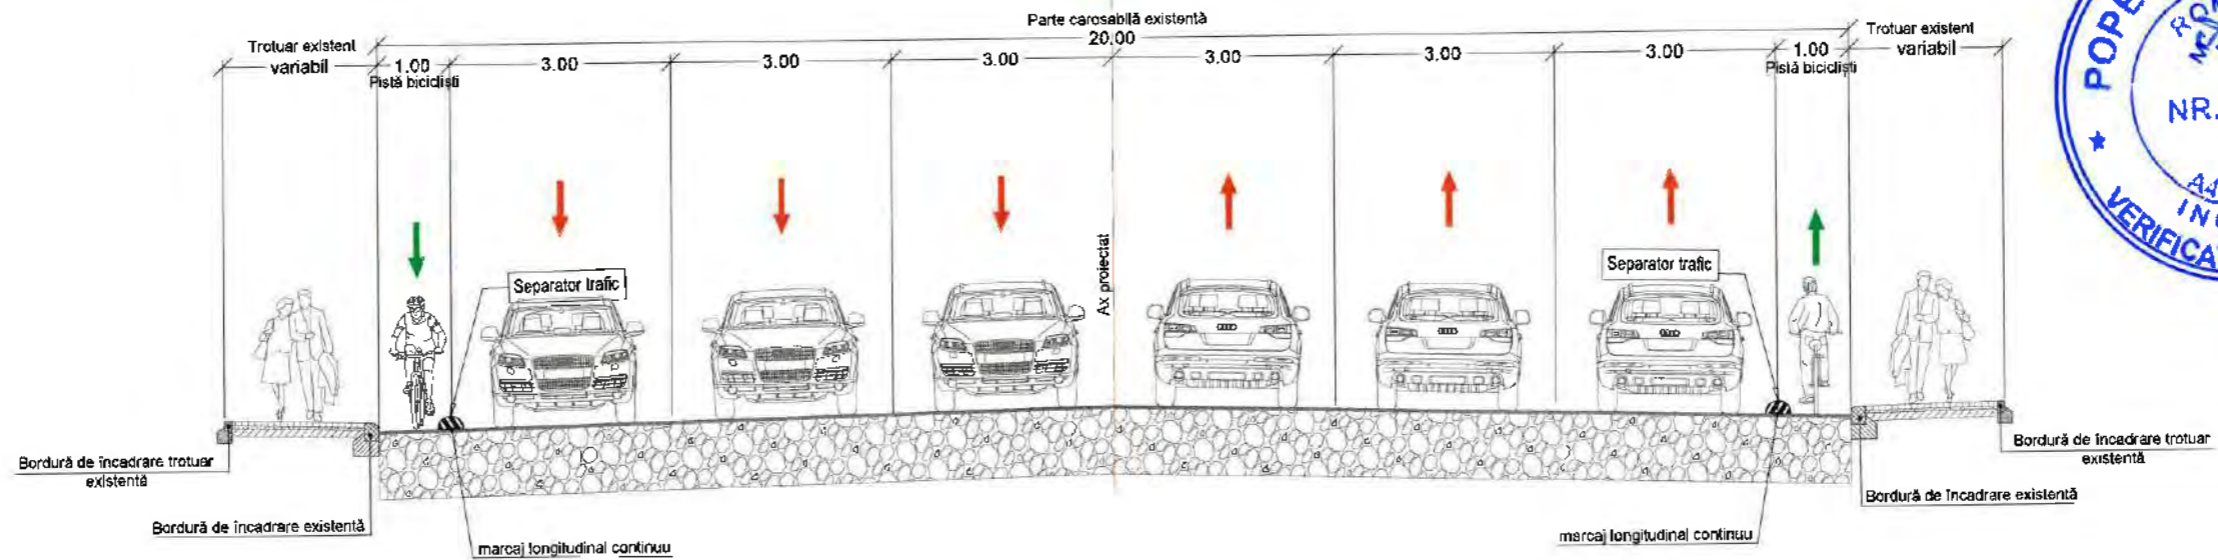 Parte carosabilă existentă
20.00
Trotuar existent
variabil
1.00
Pistă bicicliști
3.00
3.00
3.00
3.00
3.00
3.00
1.00
Pistă bicicliști
Trotuar existent
variabil
Separator trafic
Ax proiectat
Separator trafic
Bordură de încadrare trotuar
existentă
Bordură de încadrare existentă
marcaj longitudinal continuu
marcaj longitudinal continuu
Bordură de încadrare existentă
Bordură de încadrare trotuar
existentă
NR.